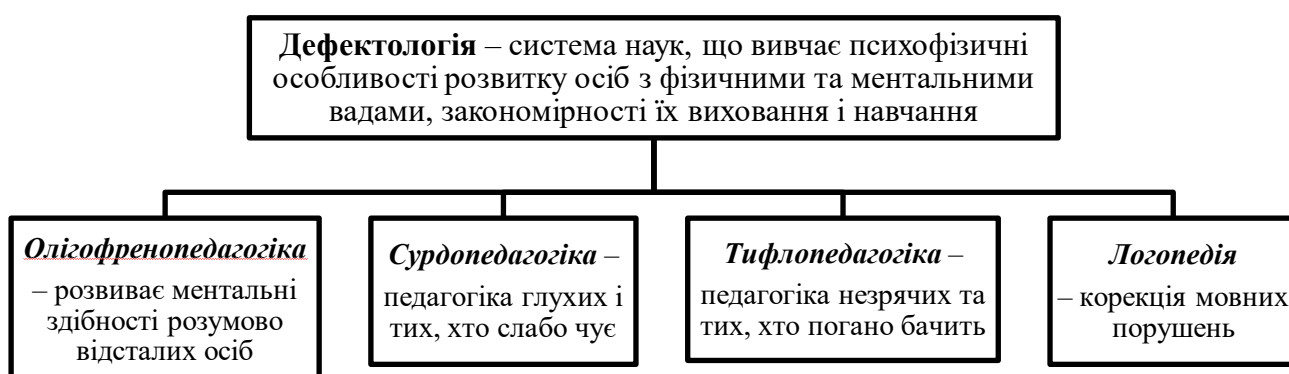 Дефектологія – система наук, що вивчає психофізичні
особливості розвитку осіб з фізичними та ментальними
вадами, закономірності їх виховання і навчання
Олігофренопедагогіка
– розвиває ментальні
здібності розумово
відсталих осіб
Сурдопедагогіка –
педагогіка глухих і
тих, хто слабо чує
Тифлопедагогіка –
педагогіка незрячих та
тих, хто погано бачить
Логопедія
– корекція мовних
порушень